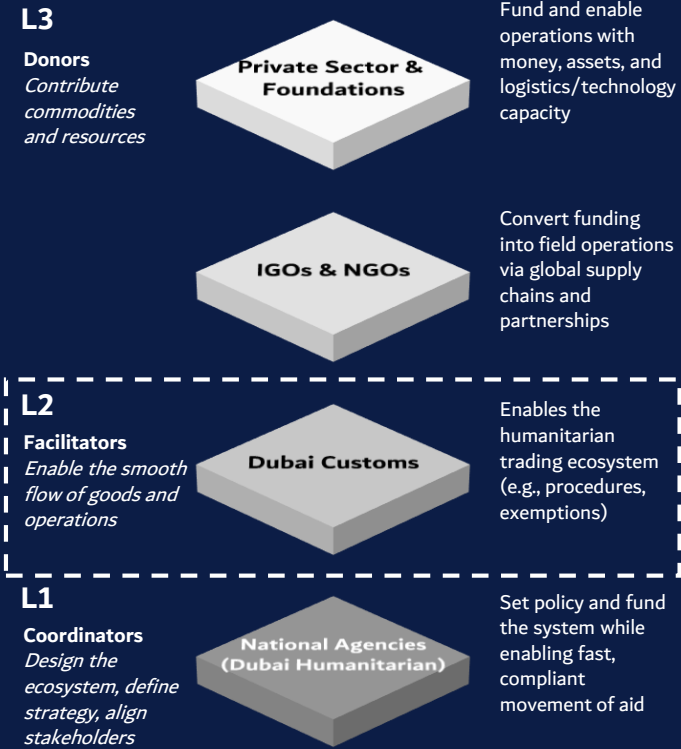 L3
Donors
Contribute
commodities
and resources
Private Sector &
Foundations
Fund and enable
operations with
money, assets, and
logistics/technology
capacity
IGOs & NGOs
Convert funding
into field operations
via global supply
chains and
partnerships
L2
Facilitators
Enable the smooth
flow of goods and
operations
Dubai Customs
Enables the
humanitarian
trading ecosystem
(e.g., procedures,
exemptions)
L1
Coordinators
Design the
ecosystem, define
strategy, align
stakeholders
National Agencies
(Dubai Humanitarian)
Set policy and fund
the system while
enabling fast,
compliant
movement of aid